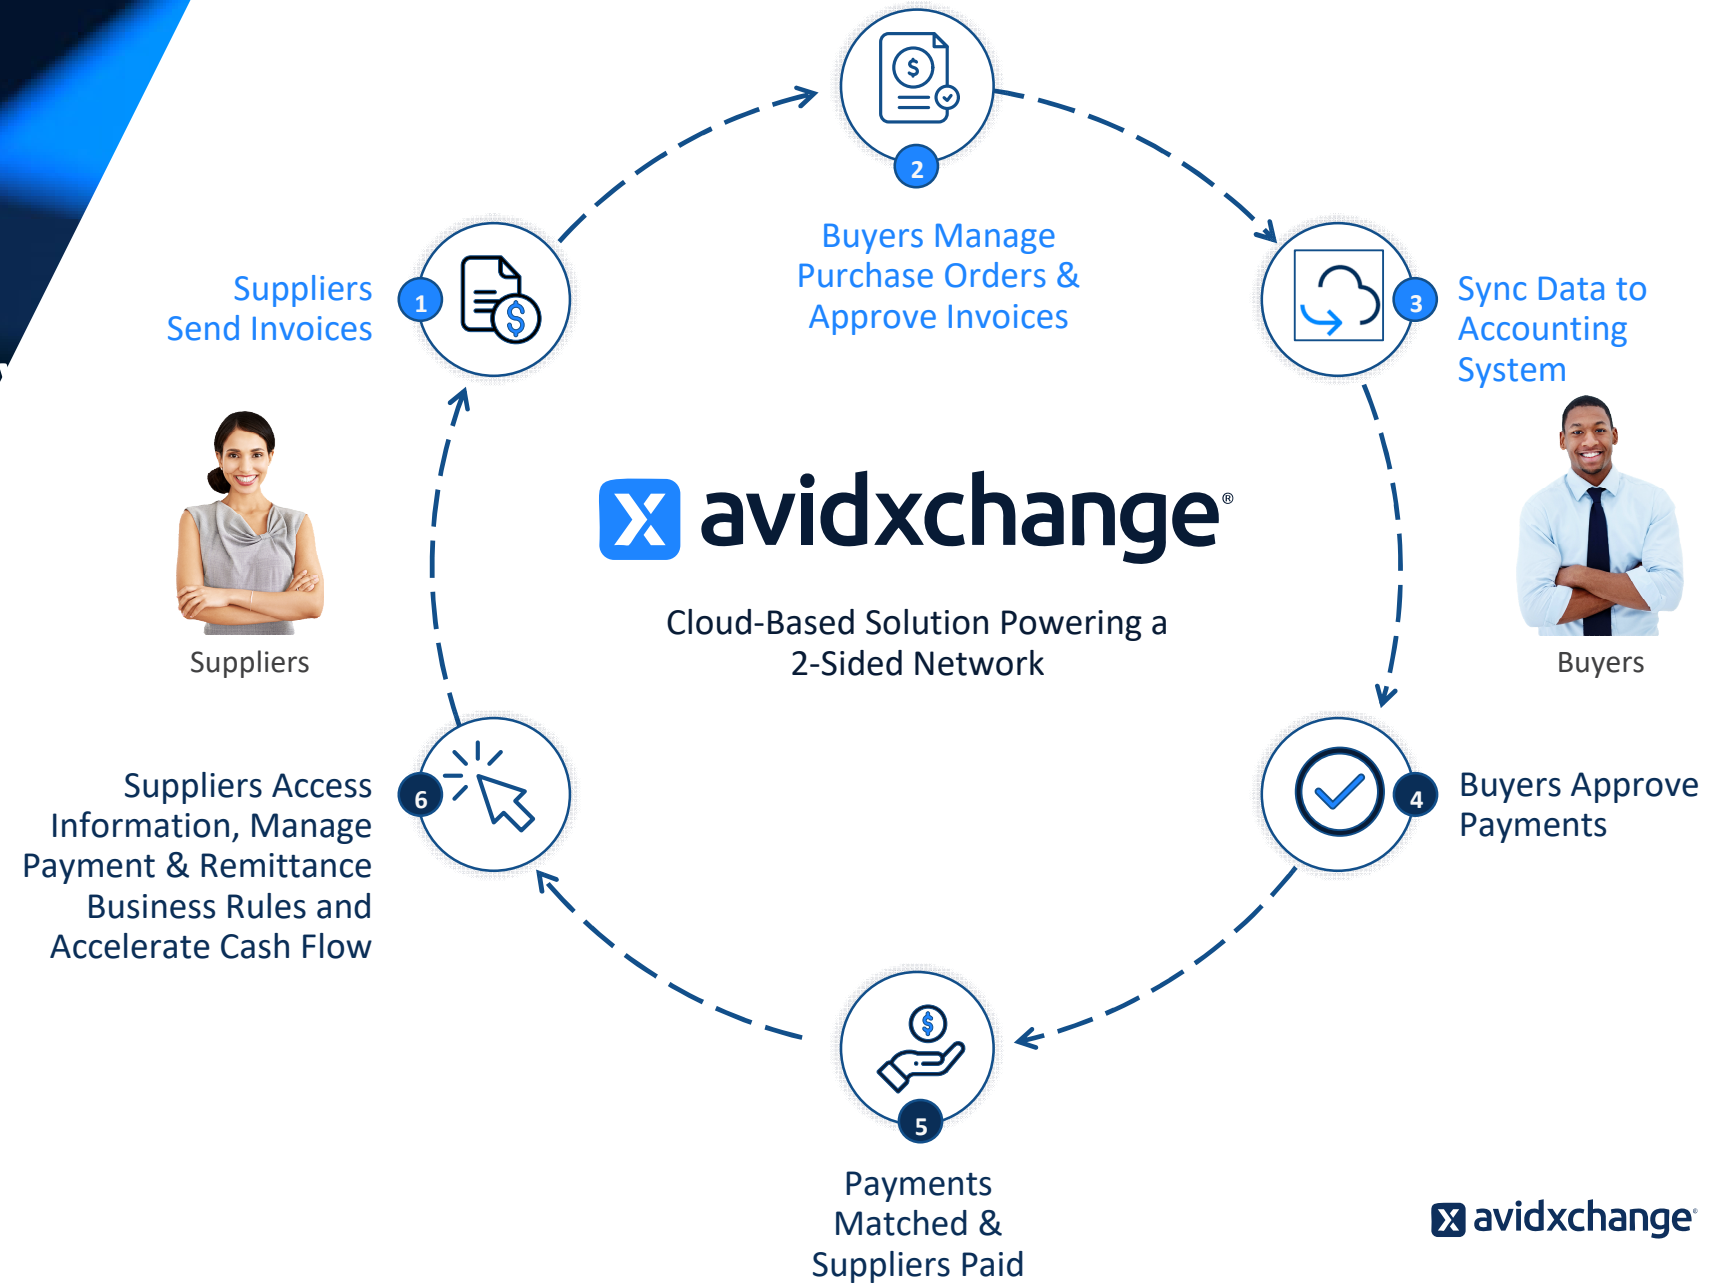 2
Buyers Manage
Purchase Orders &
Approve Invoices
1
Suppliers
Send Invoices
3
Sync Data to
Accounting
System
X avidxchange®
Cloud-Based Solution Powering a
2-Sided Network
Suppliers
Buyers
6
Suppliers Access
Information, Manage
Payment & Remittance
Business Rules and
Accelerate Cash Flow
4
Buyers Approve
Payments
$
5
Payments
Matched &
Suppliers Paid
X avidxchange